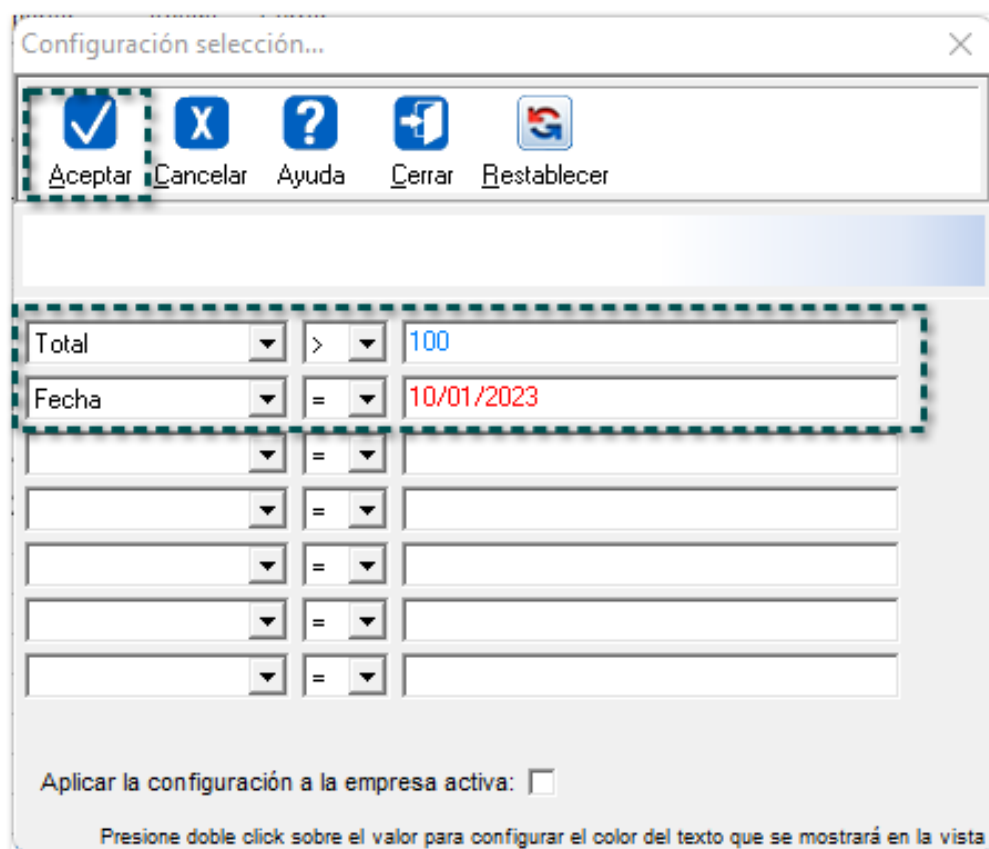 Configuración selección...
Aceptar Cancelar Ayuda Cerrar Restablecer
Total > 100
Fecha = 10/01/2023
=
=
=
=
=
Aplicar la configuración a la empresa activa:
Presione doble click sobre el valor para configurar el color del texto que se mostrará en la vista